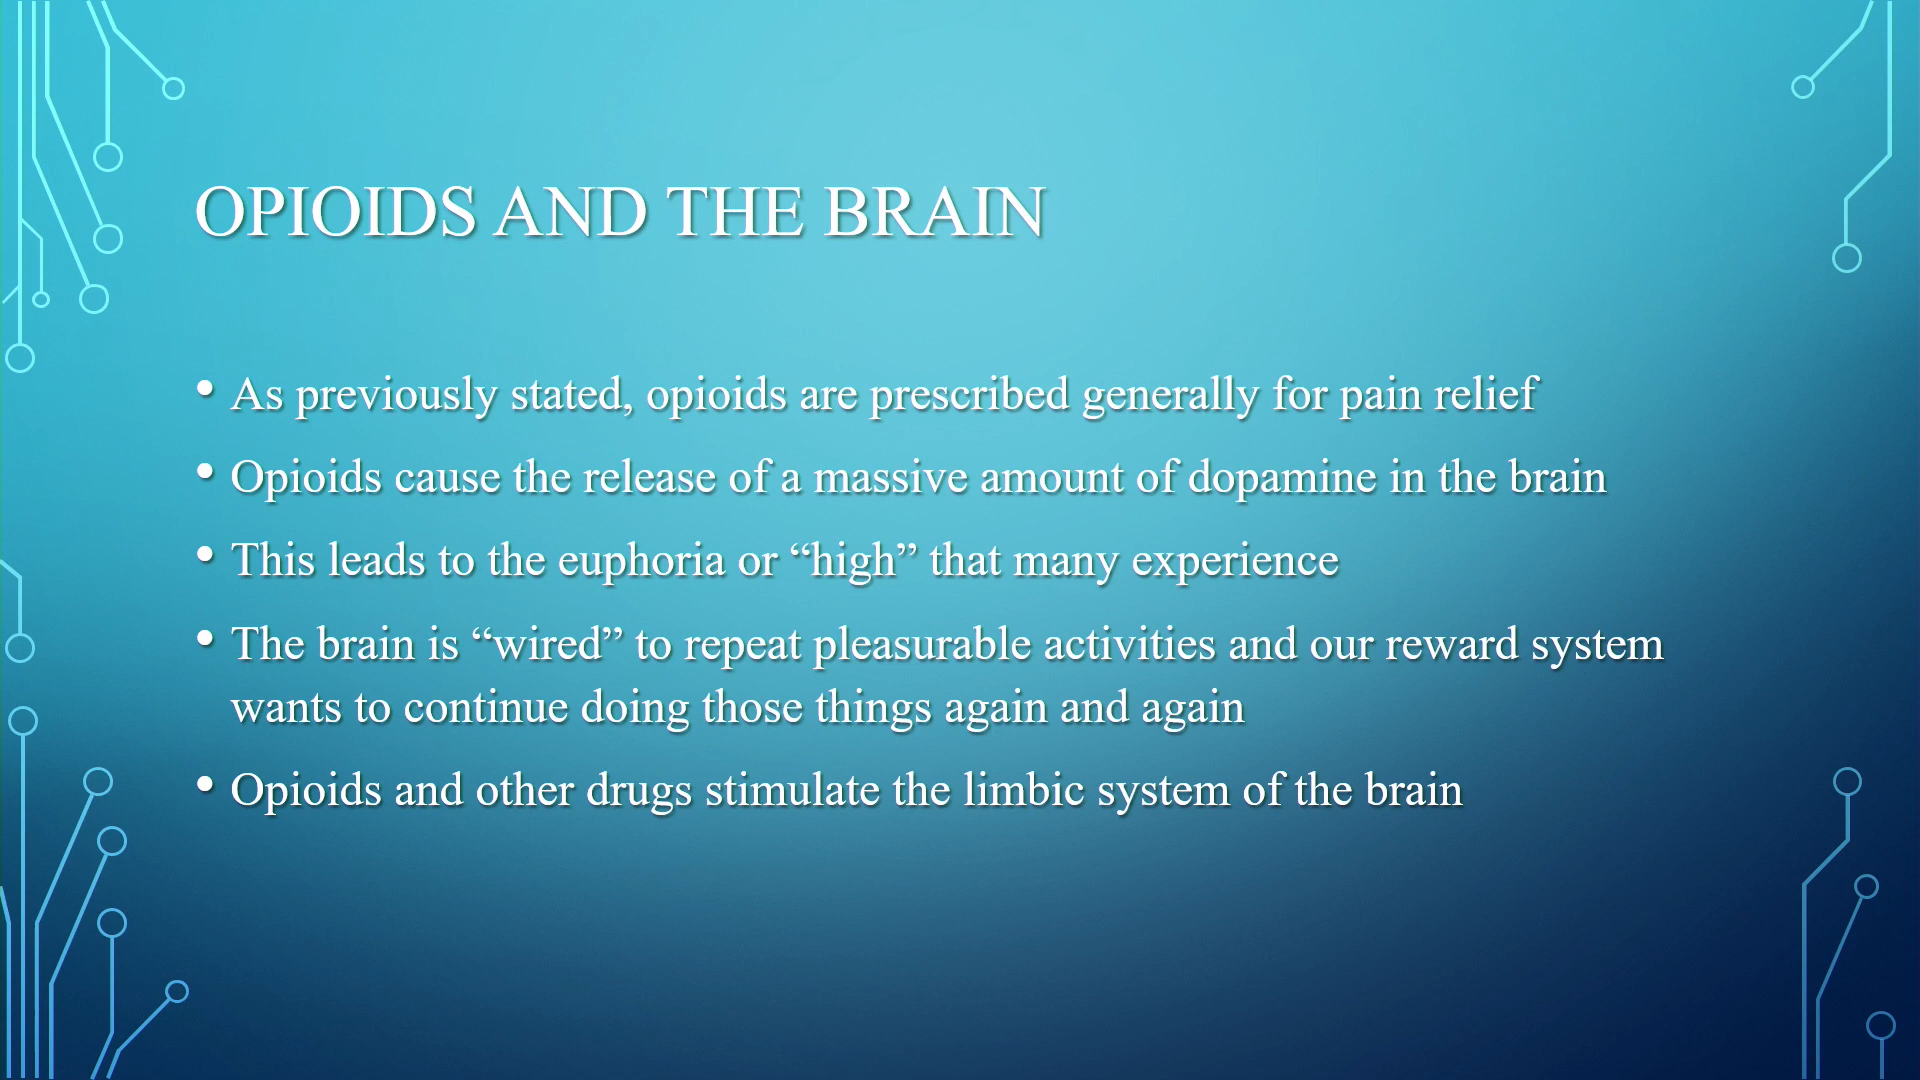 OPIOIDS AND THE BRAIN
• As previously stated, opioids are prescribed generally for pain relief
• Opioids cause the release of a massive amount of dopamine in the brain
• This leads to the euphoria or “high” that many experience
• The brain is “wired” to repeat pleasurable activities and our reward system
wants to continue doing those things again and again
• Opioids and other drugs stimulate the limbic system of the brain